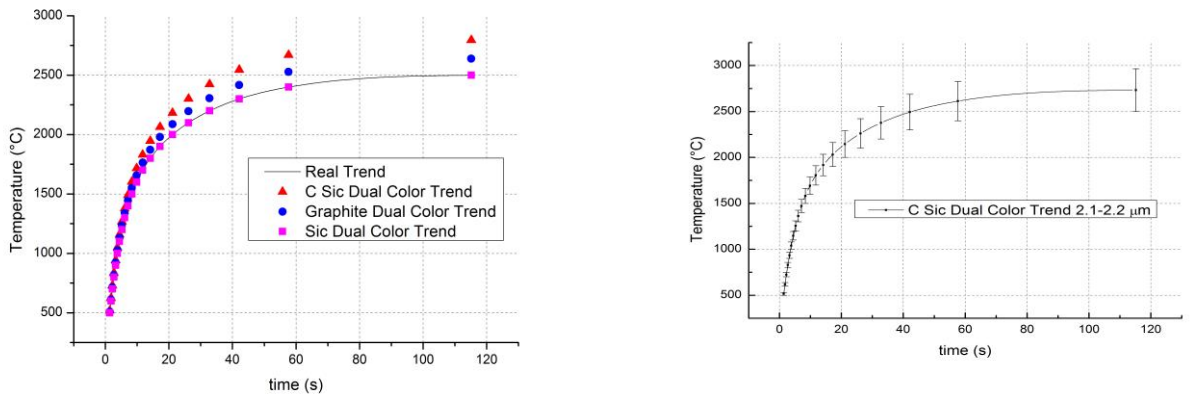 3000
2500
2000
1500
1000
500
Temperature (°C)
Real Trend
C Sic Dual Color Trend
Graphite Dual Color Trend
Sic Dual Color Trend
0 20 40 60 80 100 120
time (s)
3000
2500
2000
1500
1000
500
Temperature (°C)
C Sic Dual Color Trend 2.1-2.2 μm
0 20 40 60 80 100 120
time (s)